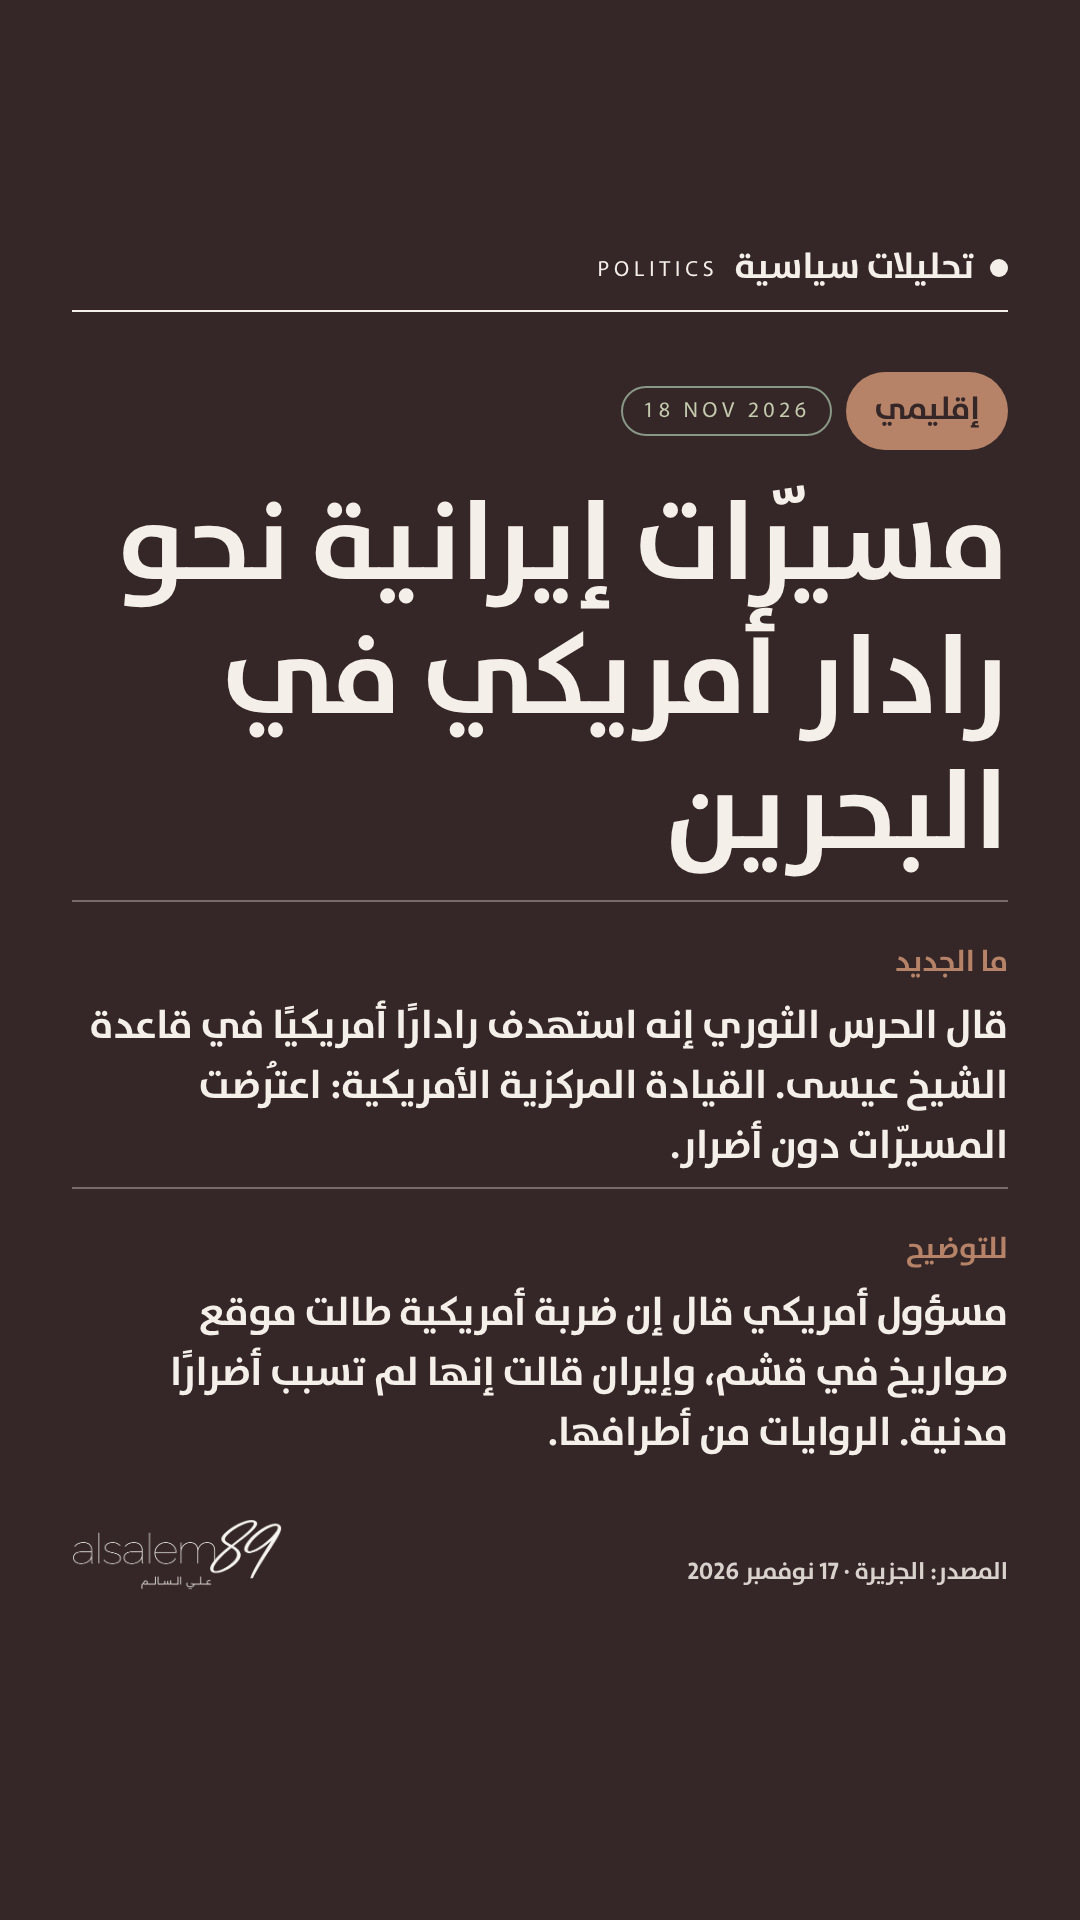 تحليلات سياسية POLITICS
إقليمي 18 NOV 2026
مسيّرات إيرانية نحو
رادار أمريكي في
البحرين
ما الجديد
قال الحرس الثوري إنه استهدف رادارًا أمريكيًا في قاعدة
الشيخ عيسى. القيادة المركزية الأمريكية: اعترُضت
المسيّرات دون أضرار.
للتوضيح
مسؤول أمريكي قال إن ضربة أمريكية طالت موقع
صواريخ في قشم، وإيران قالت إنها لم تسبب أضرارًا
مدنية. الروايات من أطرافها.
المصدر: الجزيرة · 17 نوفمبر 2026
alsalem89
علي السالم